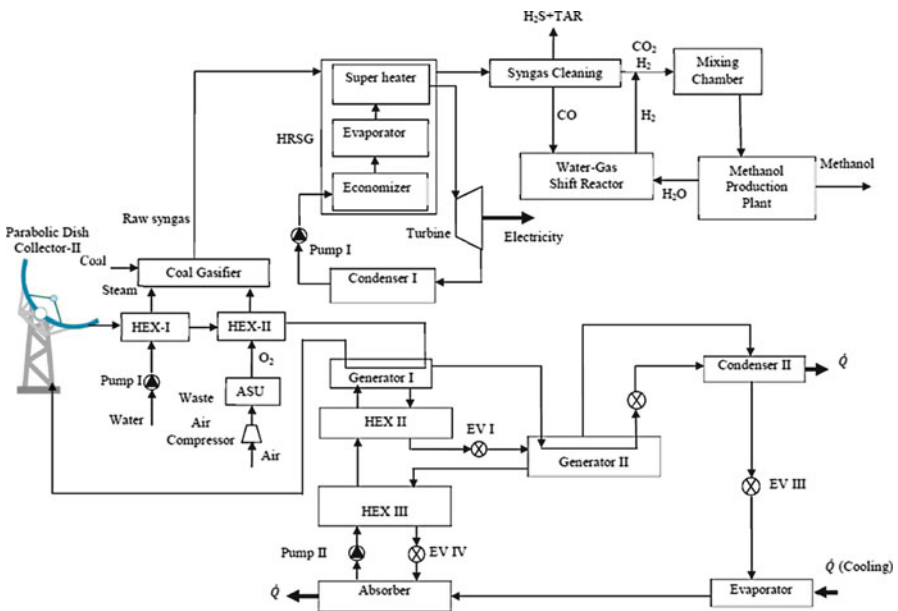 H₂S+TAR
CO₂
H₂
Super heater
Syngas Cleaning
Mixing
Chamber
HRSG
Evaporator
CO
H₂
Economizer
Water-Gas
Shift Reactor
H₂O
Methanol
Production
Plant
Methanol
Raw syngas
Parabolic Dish
Collector-II
Pump I
Turbine
Electricity
Coal
Coal Gasifier
Condenser I
Steam
HEX-I
HEX-II
O₂
Generator I
Condenser II
Q̇
Pump I
Waste
ASU
HEX II
EV I
Water
Air
Compressor
Generator II
Air
EV III
HEX III
Pump II
EV IV
Q̇ (Cooling)
Q̇
Absorber
Evaporator